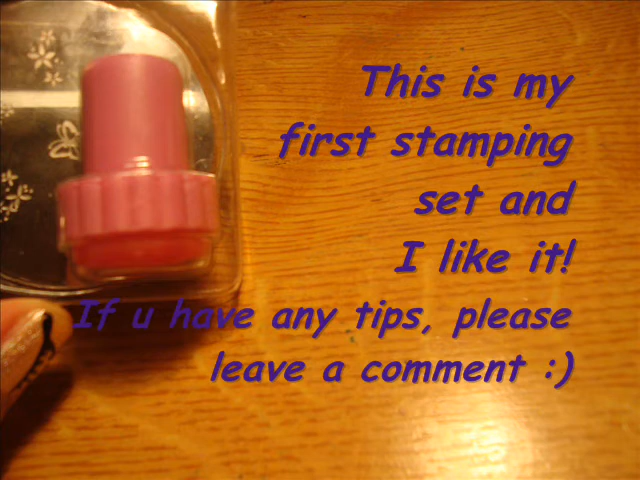 This is my
first stamping
set and
I like it!
If u have any tips, please
leave a comment :)